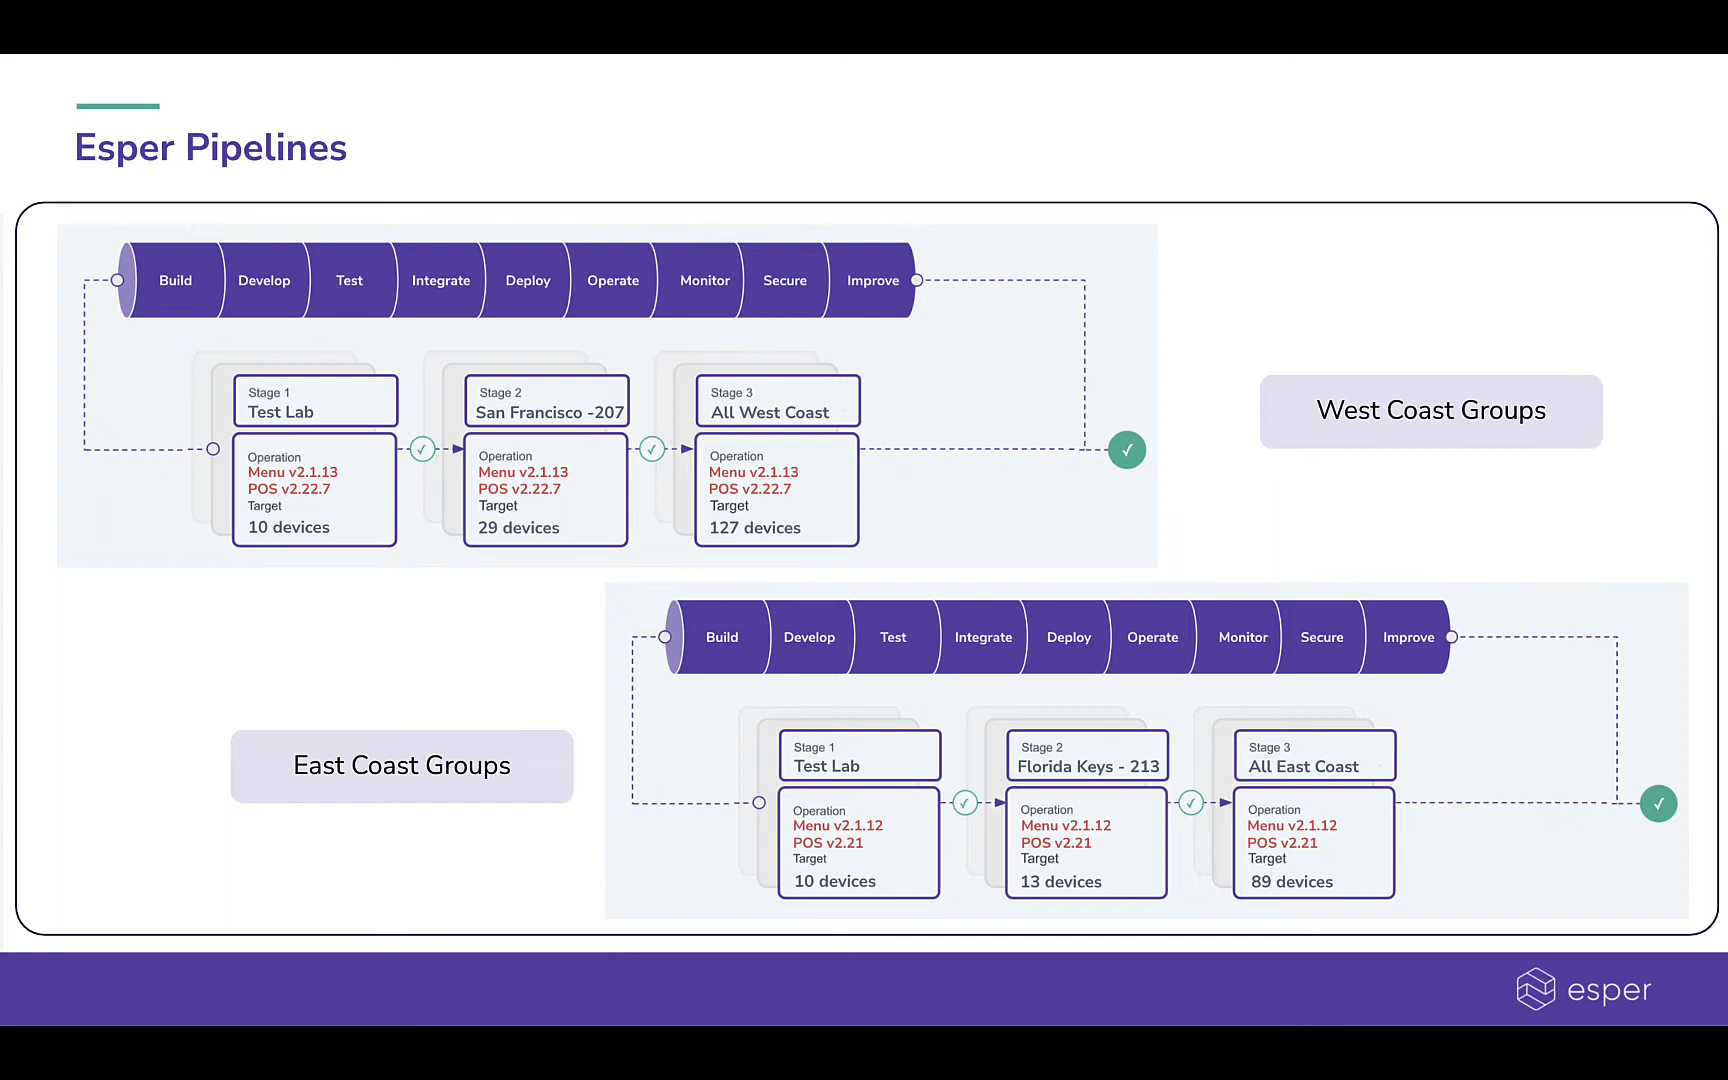 Esper Pipelines
Build Develop Test Integrate Deploy Operate Monitor Secure Improve
Stage 1
Test Lab
Operation
Menu v2.1.13
POS v2.22.7
Target
10 devices
Stage 2
San Francisco -207
Operation
Menu v2.1.13
POS v2.22.7
Target
29 devices
Stage 3
All West Coast
Operation
Menu v2.1.13
POS v2.22.7
Target
127 devices
West Coast Groups
East Coast Groups
Build Develop Test Integrate Deploy Operate Monitor Secure Improve
Stage 1
Test Lab
Operation
Menu v2.1.12
POS v2.21
Target
10 devices
Stage 2
Florida Keys - 213
Operation
Menu v2.1.12
POS v2.21
Target
13 devices
Stage 3
All East Coast
Operation
Menu v2.1.12
POS v2.21
Target
89 devices
esper